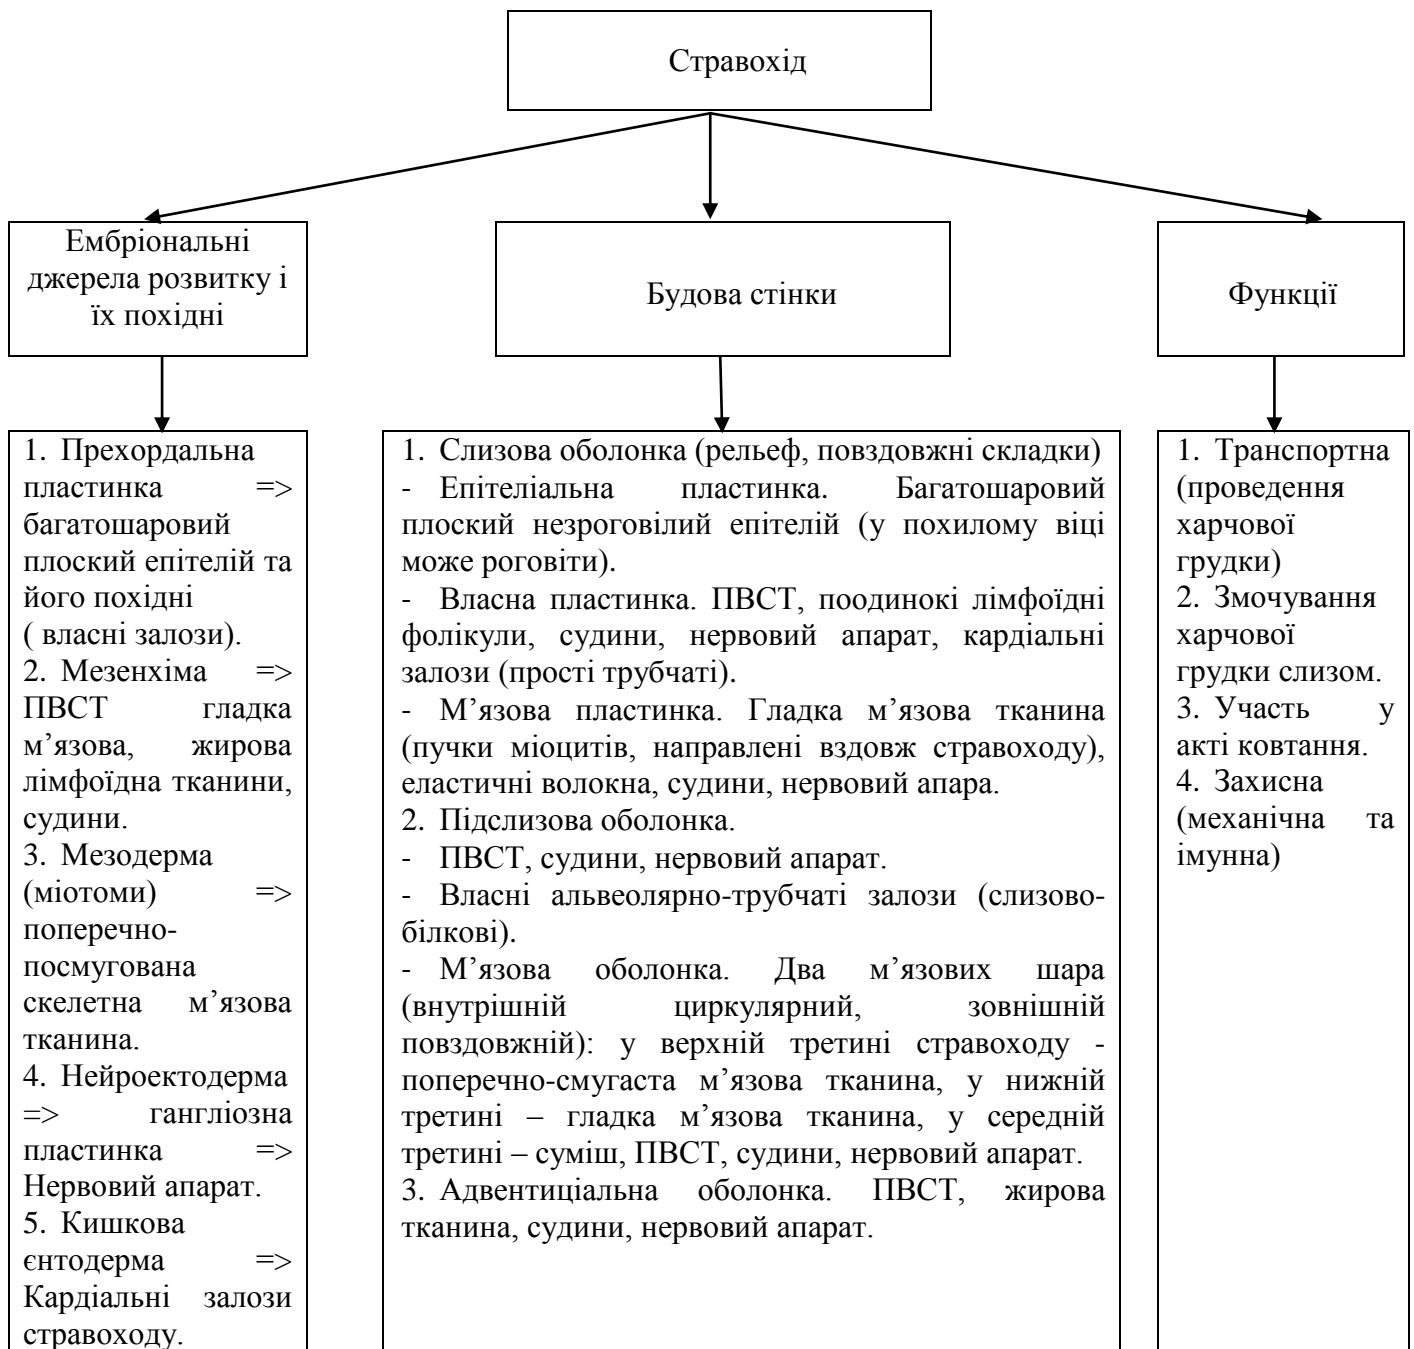 Стравохід
Ембріональні
джерела розвитку і
їх похідні
Будова стінки
Функції
1. Прехордальна
пластинка =>
багатошаровий
плоский епітелій та
його похідні
( власні залози).
2. Мезенхіма =>
ПВСТ гладка
м’язова, жирова
лімфоїдна тканини,
судини.
3. Мезодерма
(міотоми) =>
поперечно-
посмугована
скелетна м’язова
тканина.
4. Нейроектодерма
=> гангліозна
пластинка =>
Нервовий апарат.
5. Кишкова
єнтодерма =>
Кардіальні залози
стравоходу.
1. Слизова оболонка (рельеф, повздовжні складки)
- Епітеліальна пластинка. Багатошаровий
плоский незроговілий епітелій (у похилому віці
може роговіти).
- Власна пластинка. ПВСТ, поодинокі лімфоїдні
фолікули, судини, нервовий апарат, кардіальні
залози (прості трубчаті).
- М’язова пластинка. Гладка м’язова тканина
(пучки міоцитів, направлені вздовж стравоходу),
еластичні волокна, судини, нервовий апара.
2. Підслизова оболонка.
- ПВСТ, судини, нервовий апарат.
- Власні альвеолярно-трубчаті залози (слизово-
білкові).
- М’язова оболонка. Два м’язових шара
(внутрішній циркулярний, зовнішній
повздовжній): у верхній третині стравоходу -
поперечно-смугаста м’язова тканина, у нижній
третині – гладка м’язова тканина, у середній
третині – суміш, ПВСТ, судини, нервовий апарат.
3. Адвентиціальна оболонка. ПВСТ, жирова
тканина, судини, нервовий апарат.
1. Транспортна
(проведення
харчової
грудки)
2. Змочування
харчової
грудки слизом.
3. Участь у
акті ковтання.
4. Захисна
(механічна та
імунна)